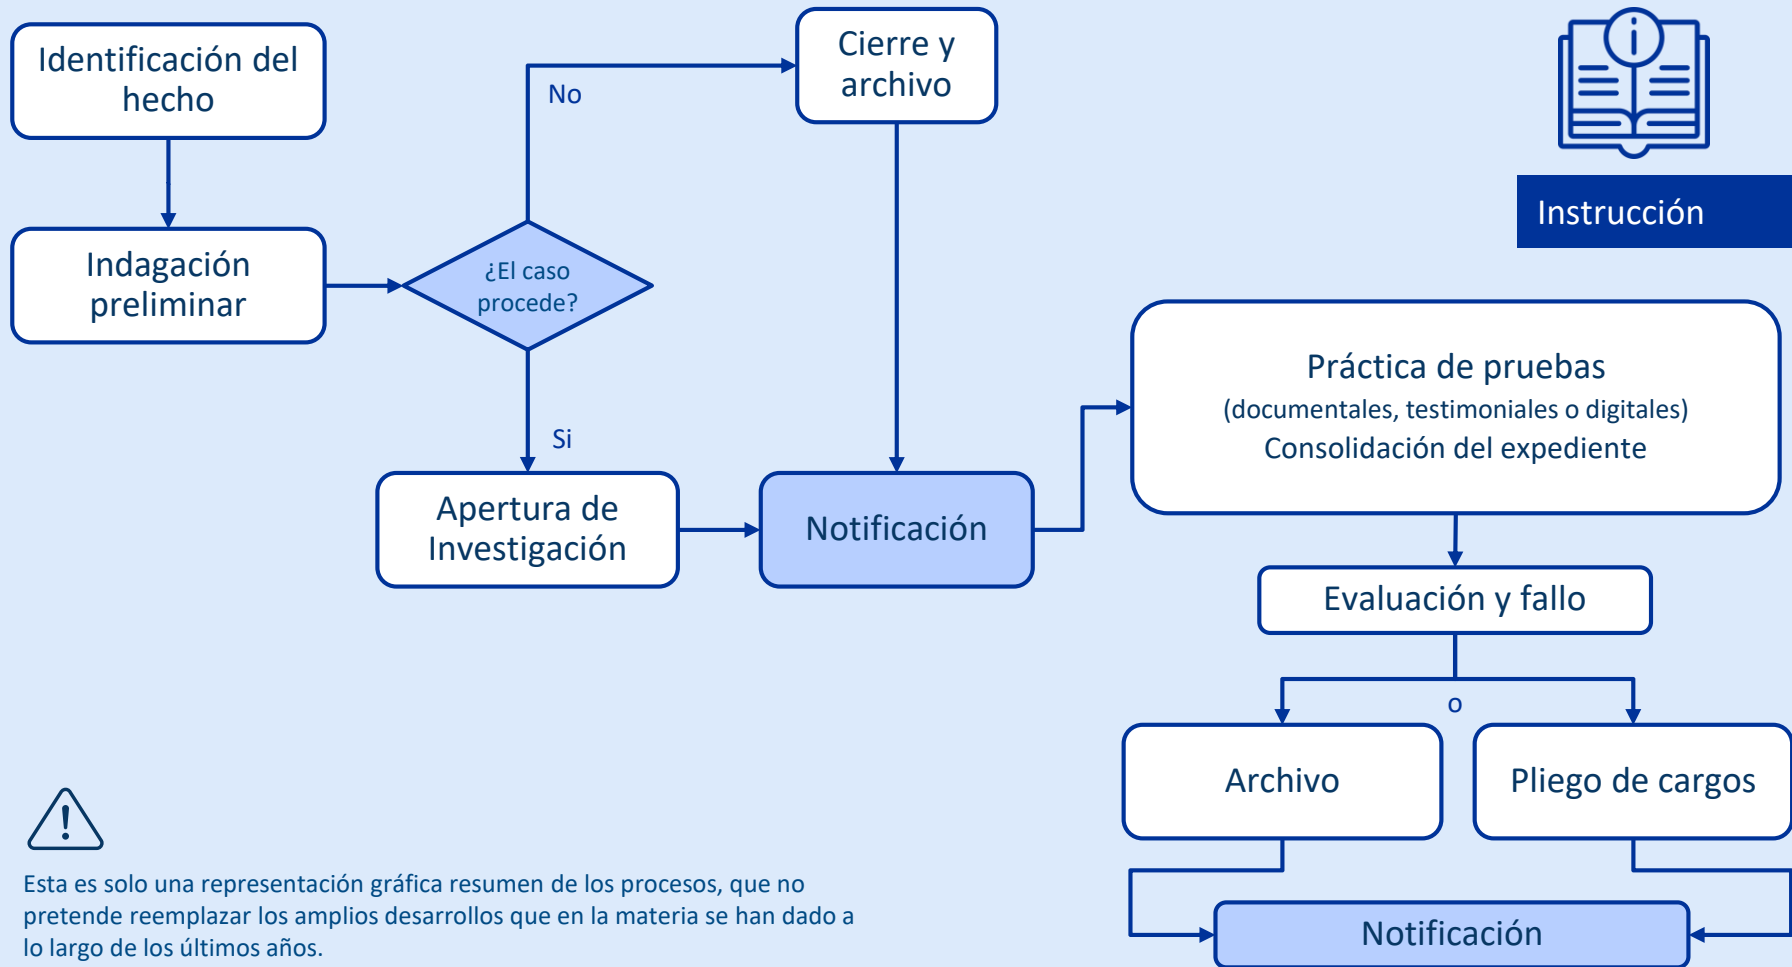 Identificación del
hecho
Indagación
preliminar
¿El caso
procede?
No
Cierre y
archivo
Si
Apertura de
Investigación
Notificación
Instrucción
Práctica de pruebas
(documentales, testimoniales o digitales)
Consolidación del expediente
Evaluación y fallo
o
Archivo
Pliego de cargos
Notificación
Esta es solo una representación gráfica resumen de los procesos, que no
pretende reemplazar los amplios desarrollos que en la materia se han dado a
lo largo de los últimos años.